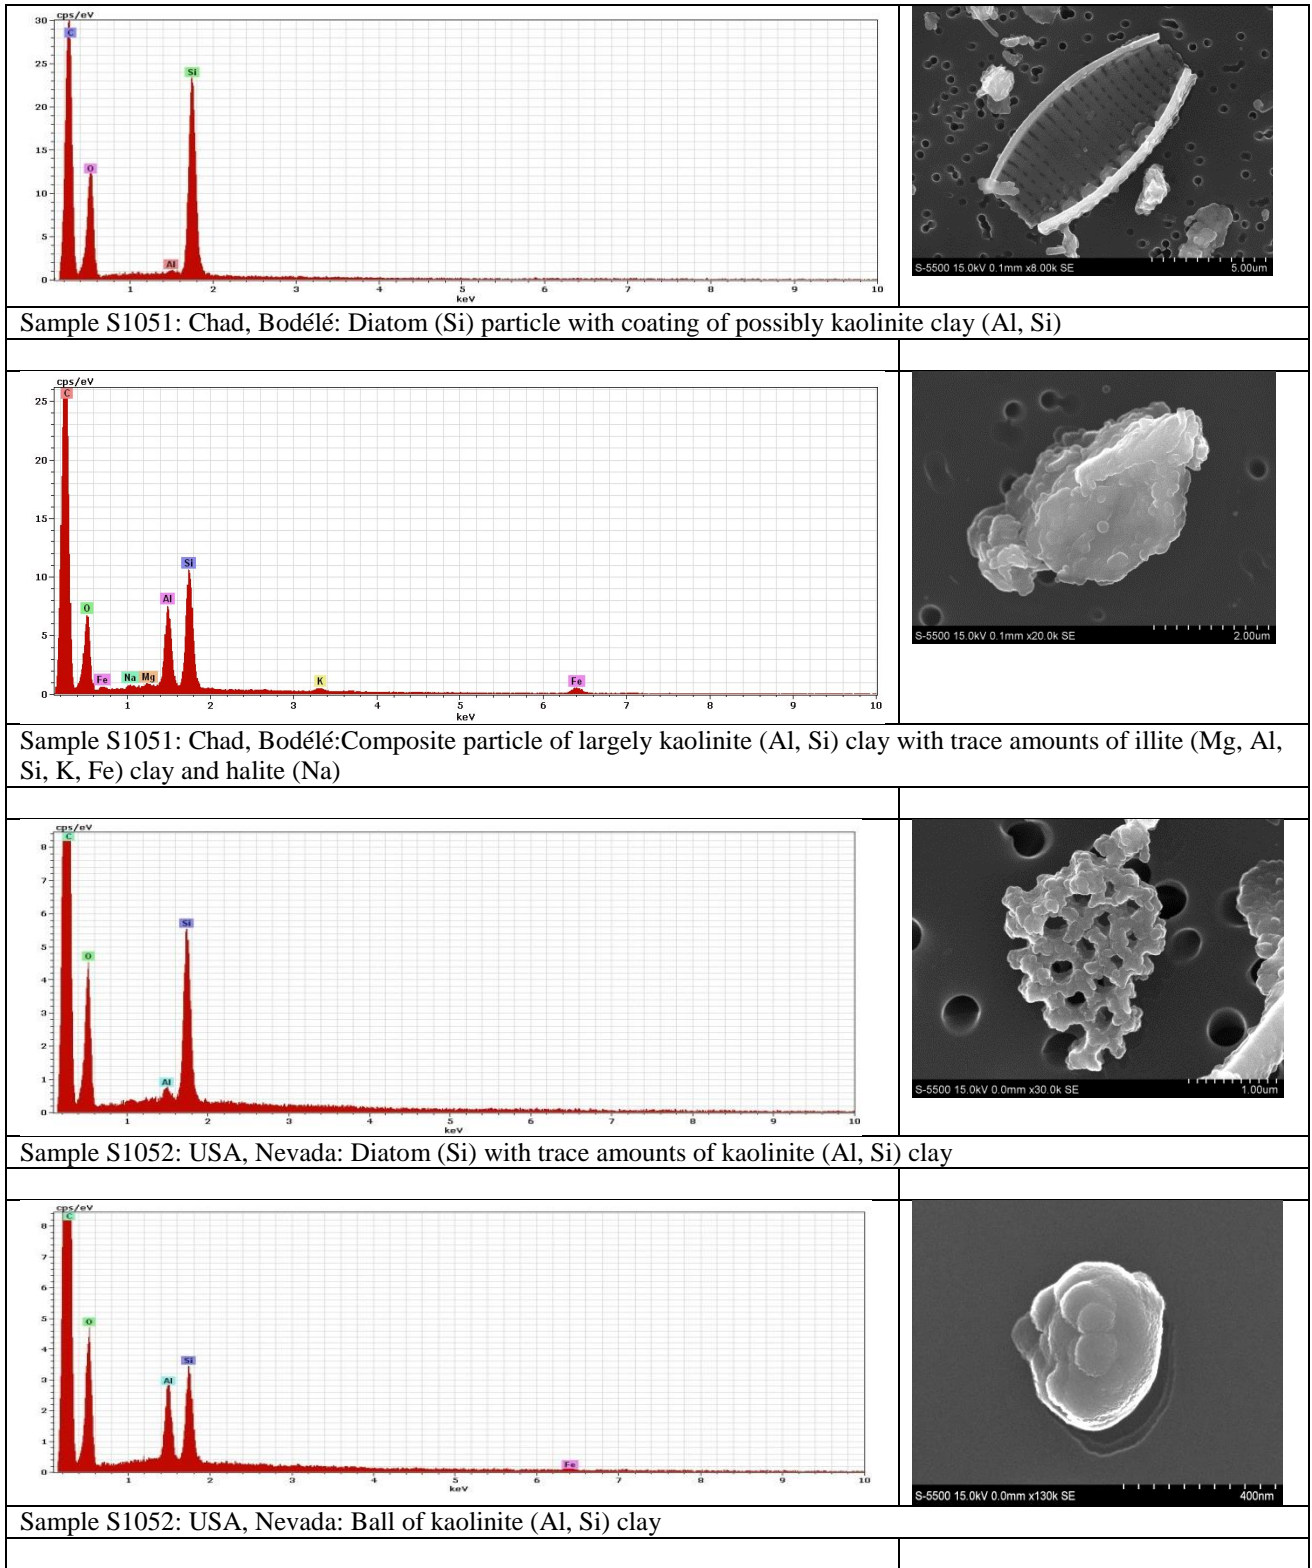 cps/eV
30
25
20
15
10
5
0
C
O
Al
Si
1 2 3 4 5 6 7 8 9 10
keV
S-5500 15.0kV 0.1mm x8.00k SE 5.00um
Sample S1051: Chad, Bodélé: Diatom (Si) particle with coating of possibly kaolinite clay (Al, Si)
cps/eV
25
20
15
10
5
0
C
O
Fe
Na
Mg
Al
Si
K
Fe
1 2 3 4 5 6 7 8 9 10
keV
S-5500 15.0kV 0.1mm x20.0k SE 2.00um
Sample S1051: Chad, Bodélé:Composite particle of largely kaolinite (Al, Si) clay with trace amounts of illite (Mg, Al,
Si, K, Fe) clay and halite (Na)
cps/eV
8
7
6
5
4
3
2
1
0
C
O
Al
Si
1 2 3 4 5 6 7 8 9 10
keV
S-5500 15.0kV 0.0mm x30.0k SE 1.00um
Sample S1052: USA, Nevada: Diatom (Si) with trace amounts of kaolinite (Al, Si) clay
cps/eV
8
7
6
5
4
3
2
1
0
C
O
Al
Si
Fe
1 2 3 4 5 6 7 8 9 10
keV
S-5500 15.0kV 0.0mm x130k SE 400nm
Sample S1052: USA, Nevada: Ball of kaolinite (Al, Si) clay